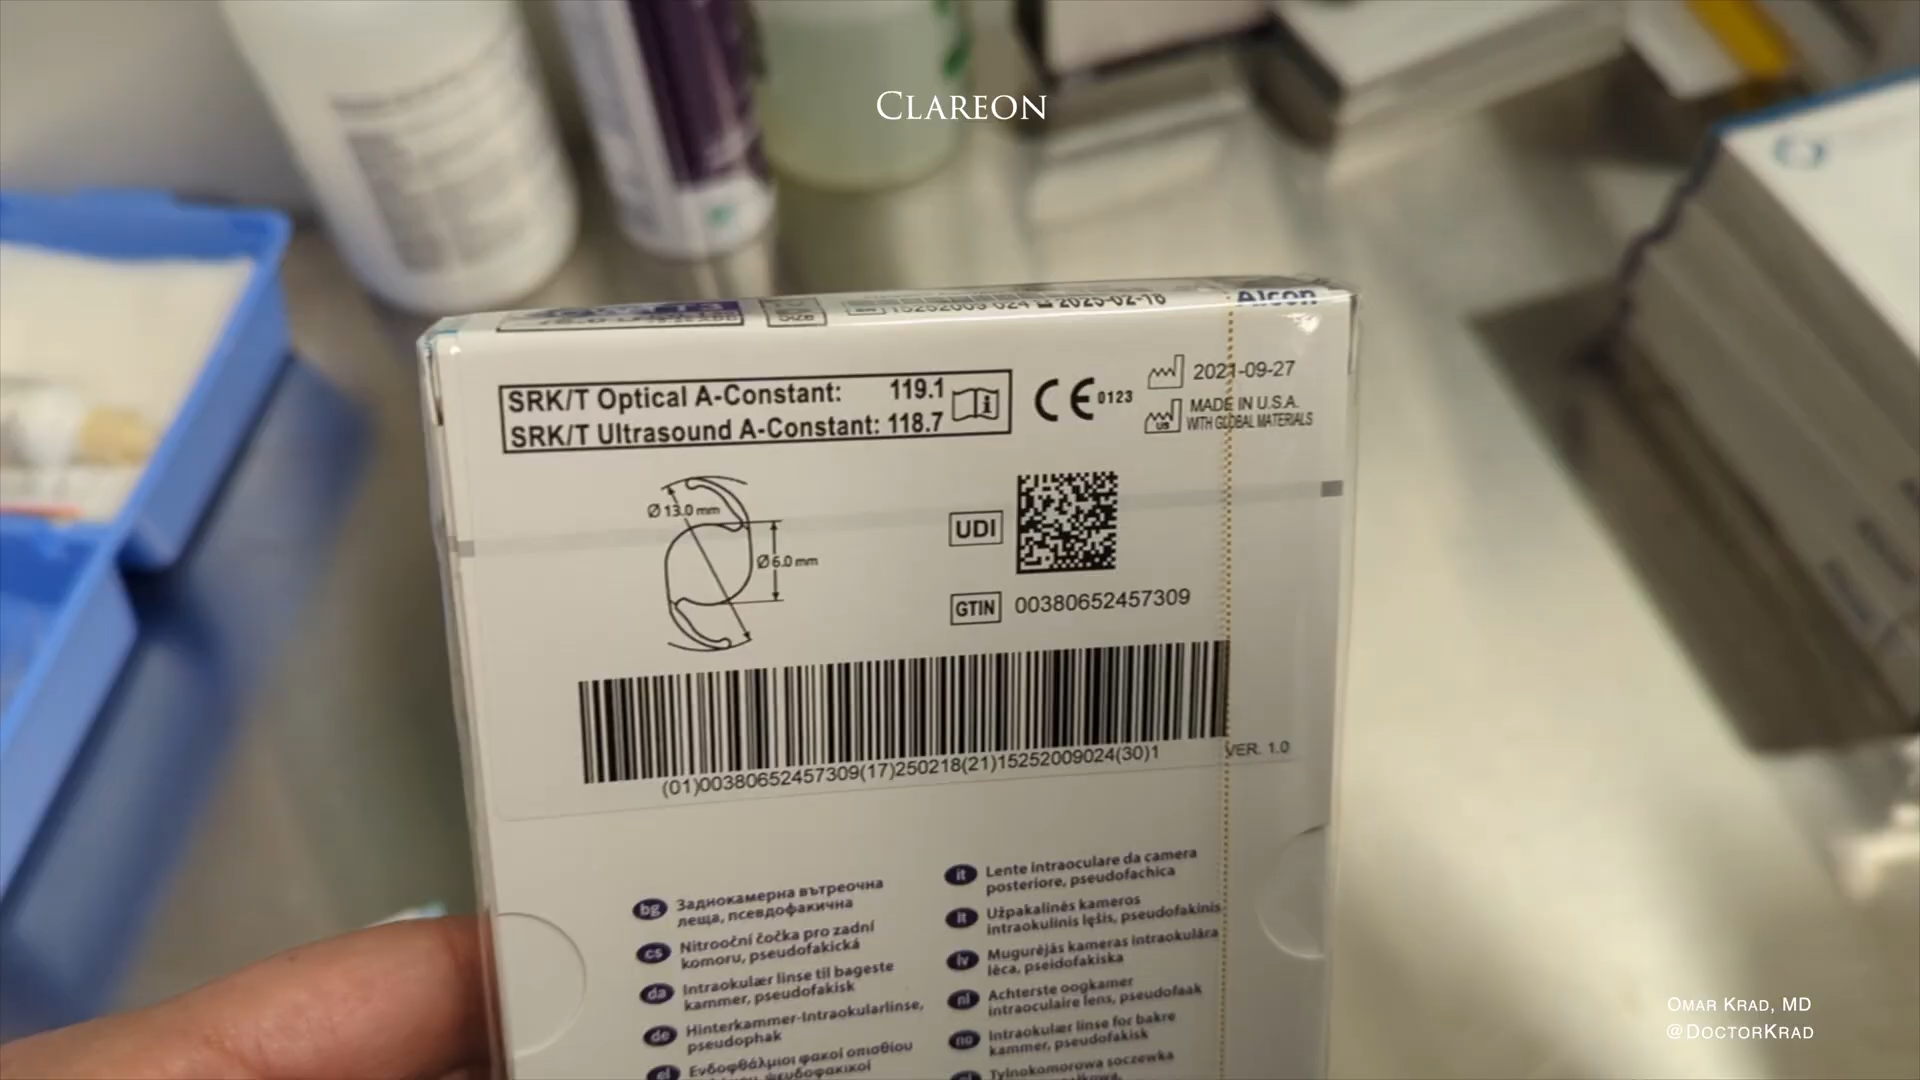 CLAREON
2025-02-18
Alcon
SRK/T Optical A-Constant: 119.1
SRK/T Ultrasound A-Constant: 118.7
CE 0123
2021-09-27
MADE IN U.S.A.
WITH GLOBAL MATERIALS
US
Ø 13.0 mm
Ø 6.0 mm
UDI
GTIN 00380652457309
(01)00380652457309(17)250218(21)15252009024(30)1
VER. 1.0
bg Заднокамерна вътреочна
леща, псевдофакична
cs Nitrooční čočka pro zadní
komoru, pseudofakická
da Intraokulær linse til bageste
kammer, pseudofakisk
de Hinterkammer-Intraokularlinse,
pseudophak
el Ενδοφθάλμιοι φακοί οπισθίου
ψευδοφακικοί
it Lente intraoculare da camera
posteriore, pseudofachica
lt Užpakalinės kameros
intraokulinis lęšis, pseudofakinis
lv Mugurējās kameras intraokulāra
lēca, pseidofakiska
nl Achterste oogkamer
intraoculaire lens, pseudofaak
no Intraokulær linse for bakre
kammer, pseudofakisk
Tylnokomorowa soczewka
OMAR KRAD, MD
@DOCTORKRAD